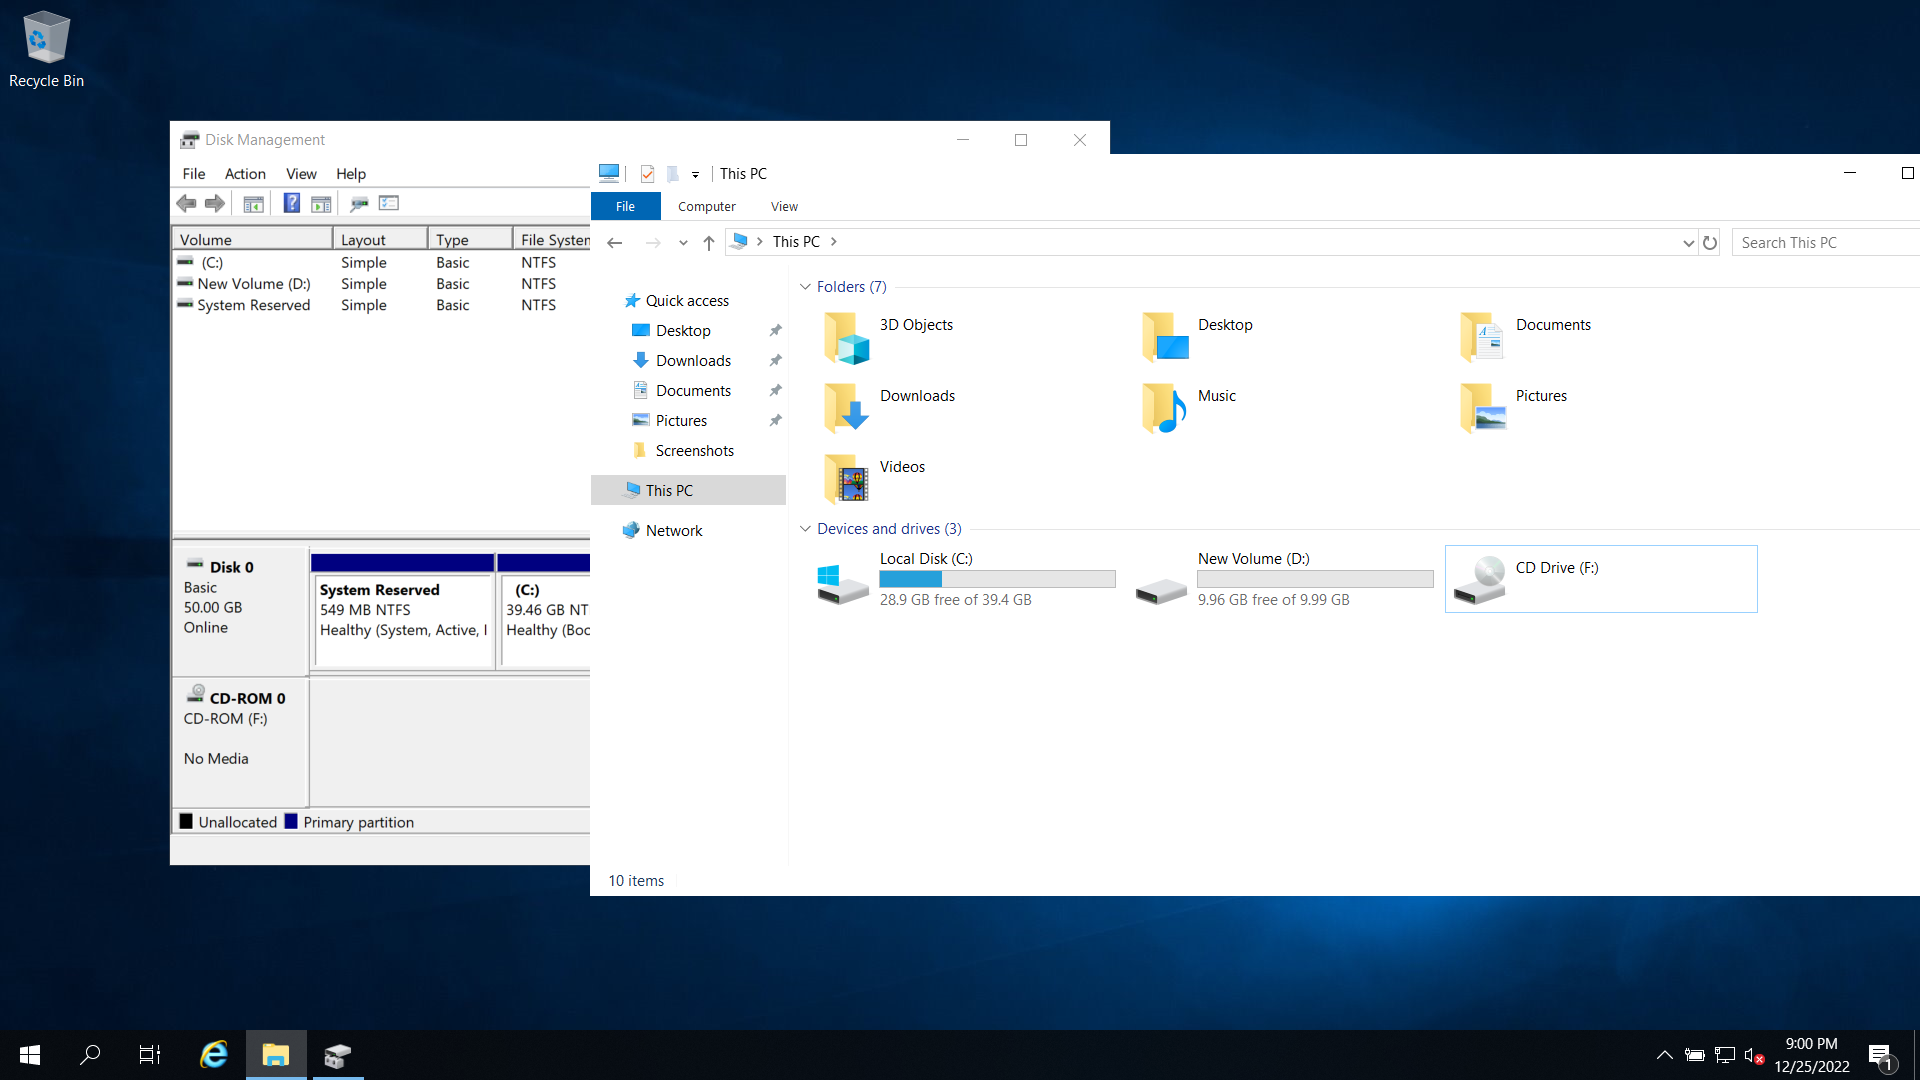 Recycle Bin
Disk Management
File Action View Help
Volume Layout Type File System
(C:) Simple Basic NTFS
New Volume (D:) Simple Basic NTFS
System Reserved Simple Basic NTFS
Disk 0
Basic
50.00 GB
Online
System Reserved
549 MB NTFS
Healthy (System, Active,
(C:)
39.46 GB NT
Healthy (Boo
CD-ROM 0
CD-ROM (F:)
No Media
Unallocated Primary partition
This PC
File Computer View
This PC
Search This PC
Quick access
Desktop
Downloads
Documents
Pictures
Screenshots
This PC
Network
Folders (7)
3D Objects
Desktop
Documents
Downloads
Music
Pictures
Videos
Devices and drives (3)
Local Disk (C:)
28.9 GB free of 39.4 GB
New Volume (D:)
9.96 GB free of 9.99 GB
CD Drive (F:)
10 items
9:00 PM
12/25/2022
1